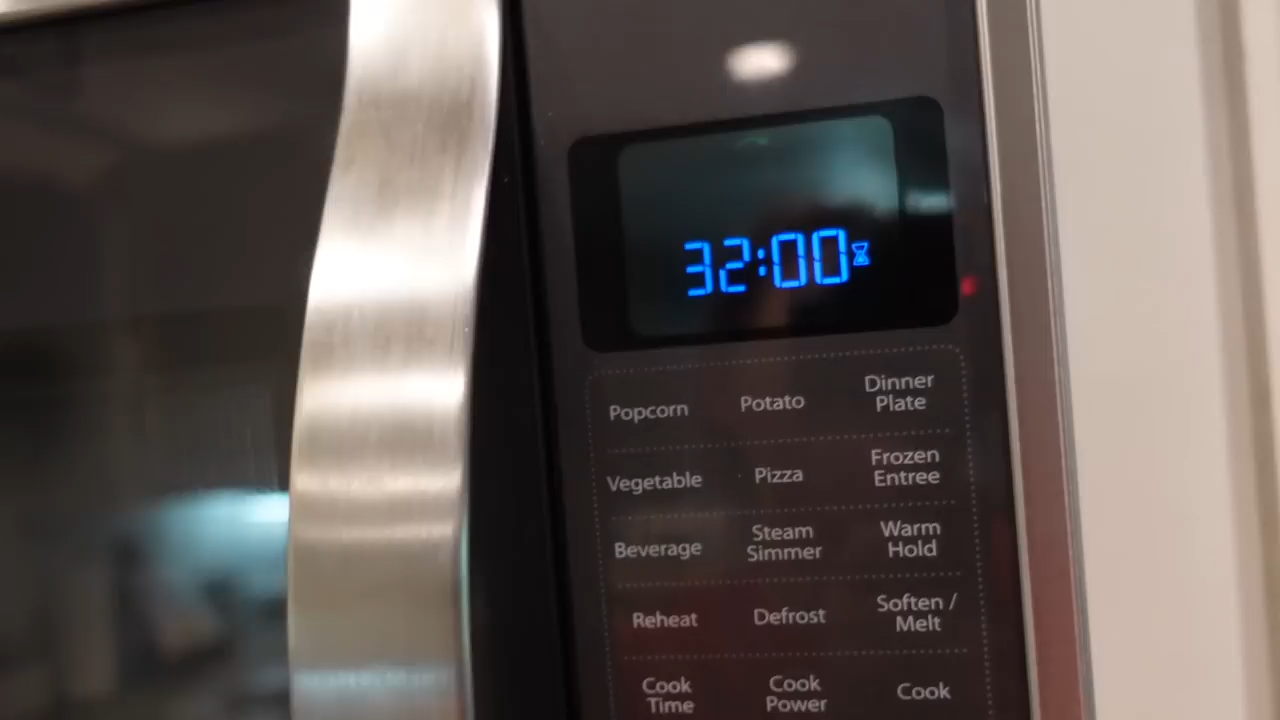 32:00
Popcorn Potato Dinner Plate
Vegetable Pizza Frozen Entree
Beverage Steam Simmer Warm Hold
Reheat Defrost Soften / Melt
Cook Time Cook Power Cook